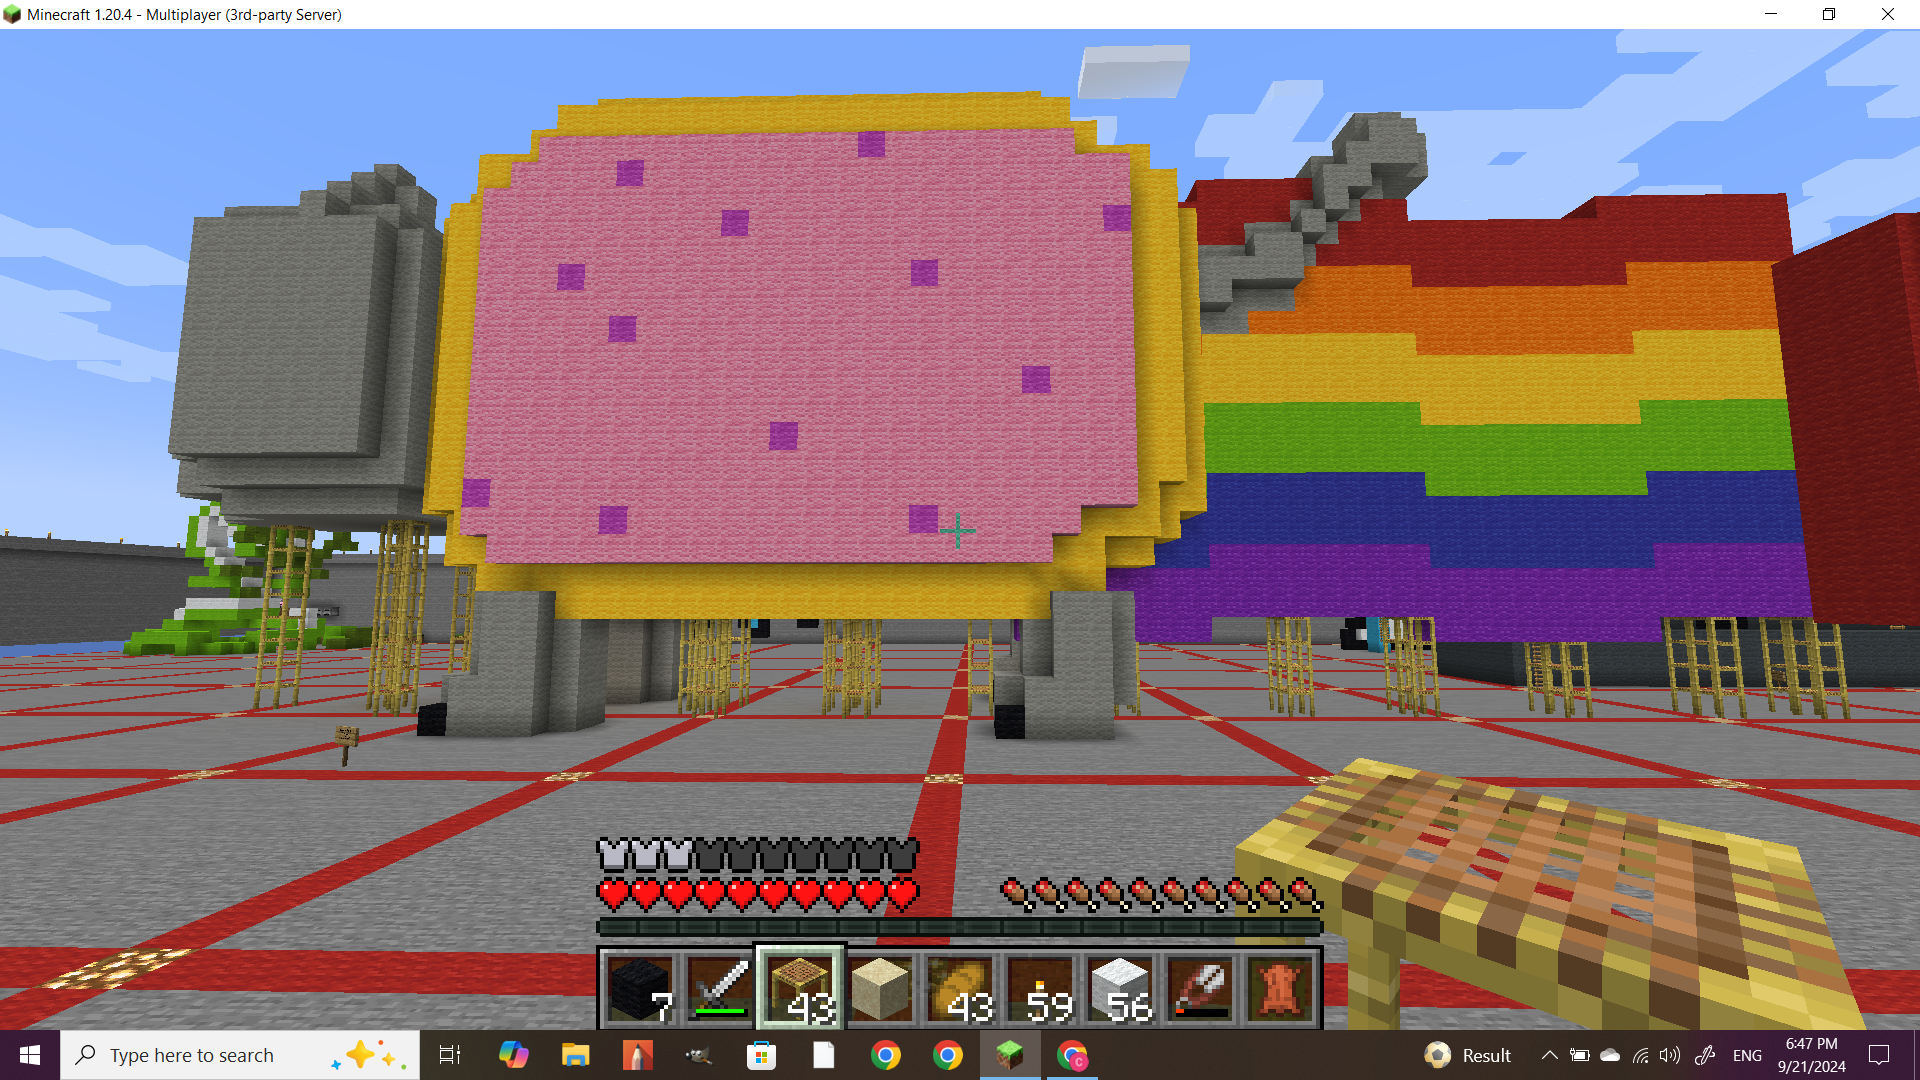 Minecraft 1.20.4 - Multiplayer (3rd-party Server)
7
43
43
59
56
Type here to search
Result
ENG
6:47 PM
9/21/2024